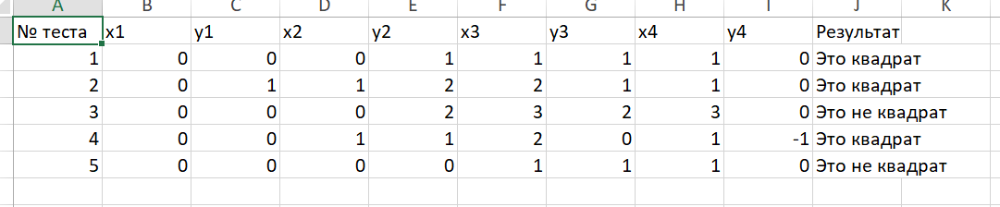 A B C D E F G H I J K
№ теста x1 y1 x2 y2 x3 y3 x4 y4 Результат
1 0 0 0 1 1 1 1 0 Это квадрат
2 0 1 1 2 2 1 1 0 Это квадрат
3 0 0 0 2 3 2 3 0 Это не квадрат
4 0 0 1 1 2 0 1 -1 Это квадрат
5 0 0 0 0 1 1 1 0 Это не квадрат